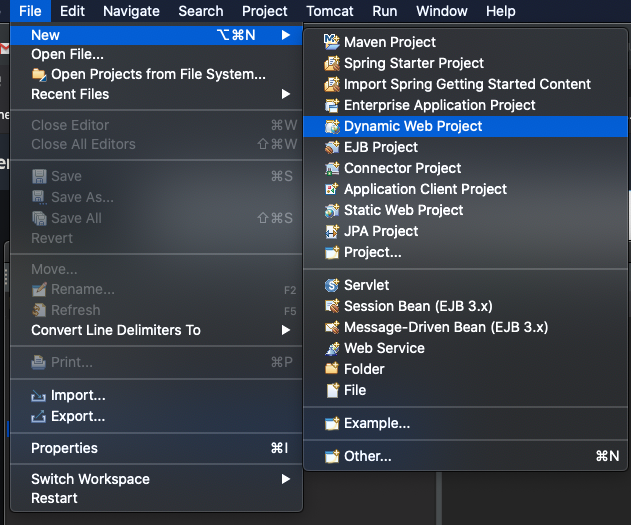 File Edit Navigate Search Project Tomcat Run Window Help
New ⌥⌘N
Open File...
Open Projects from File System...
Recent Files
Close Editor ⌘W
Close All Editors ⇧⌘W
Save ⌘S
Save As...
Save All ⇧⌘S
Revert
Move...
Rename... F2
Refresh F5
Convert Line Delimiters To
Print... ⌘P
Import...
Export...
Properties ⌘I
Switch Workspace
Restart
Maven Project
Spring Starter Project
Import Spring Getting Started Content
Enterprise Application Project
Dynamic Web Project
EJB Project
Connector Project
Application Client Project
Static Web Project
JPA Project
Project...
Servlet
Session Bean (EJB 3.x)
Message-Driven Bean (EJB 3.x)
Web Service
Folder
File
Example...
Other... ⌘N